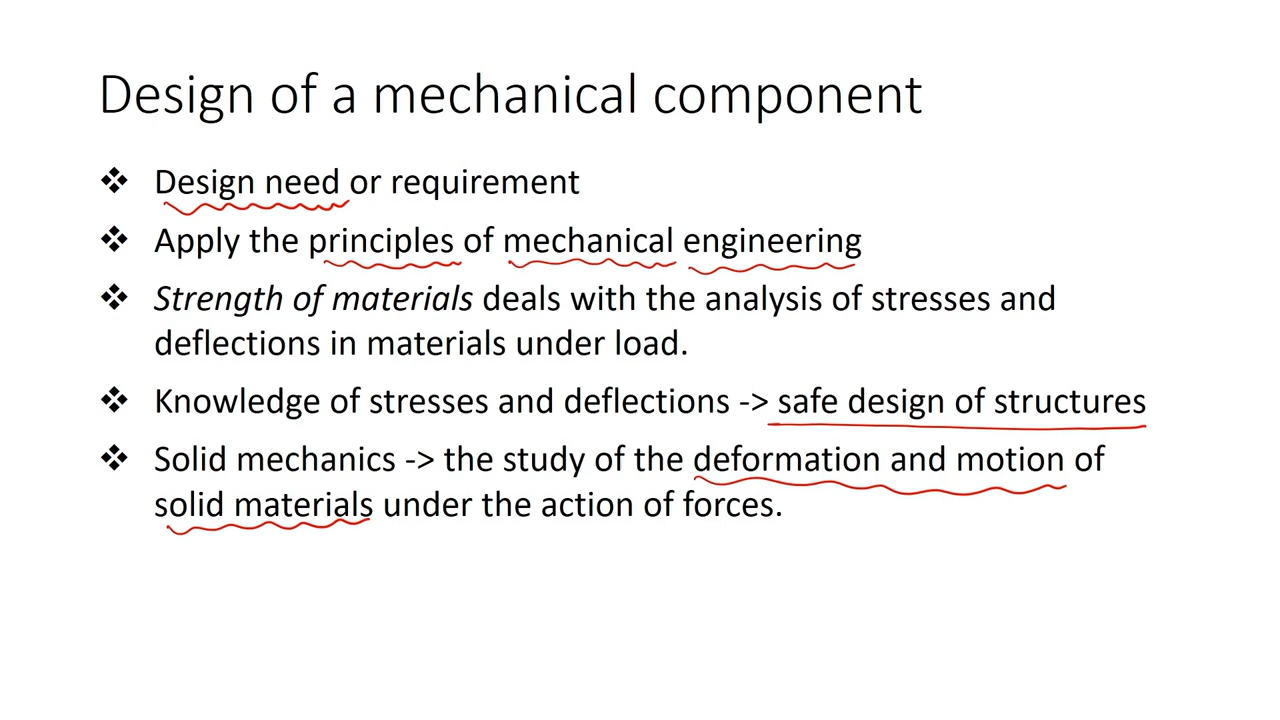 Design of a mechanical component
❖ Design need or requirement
❖ Apply the principles of mechanical engineering
❖ Strength of materials deals with the analysis of stresses and
deflections in materials under load.
❖ Knowledge of stresses and deflections -> safe design of structures
❖ Solid mechanics -> the study of the deformation and motion of
solid materials under the action of forces.